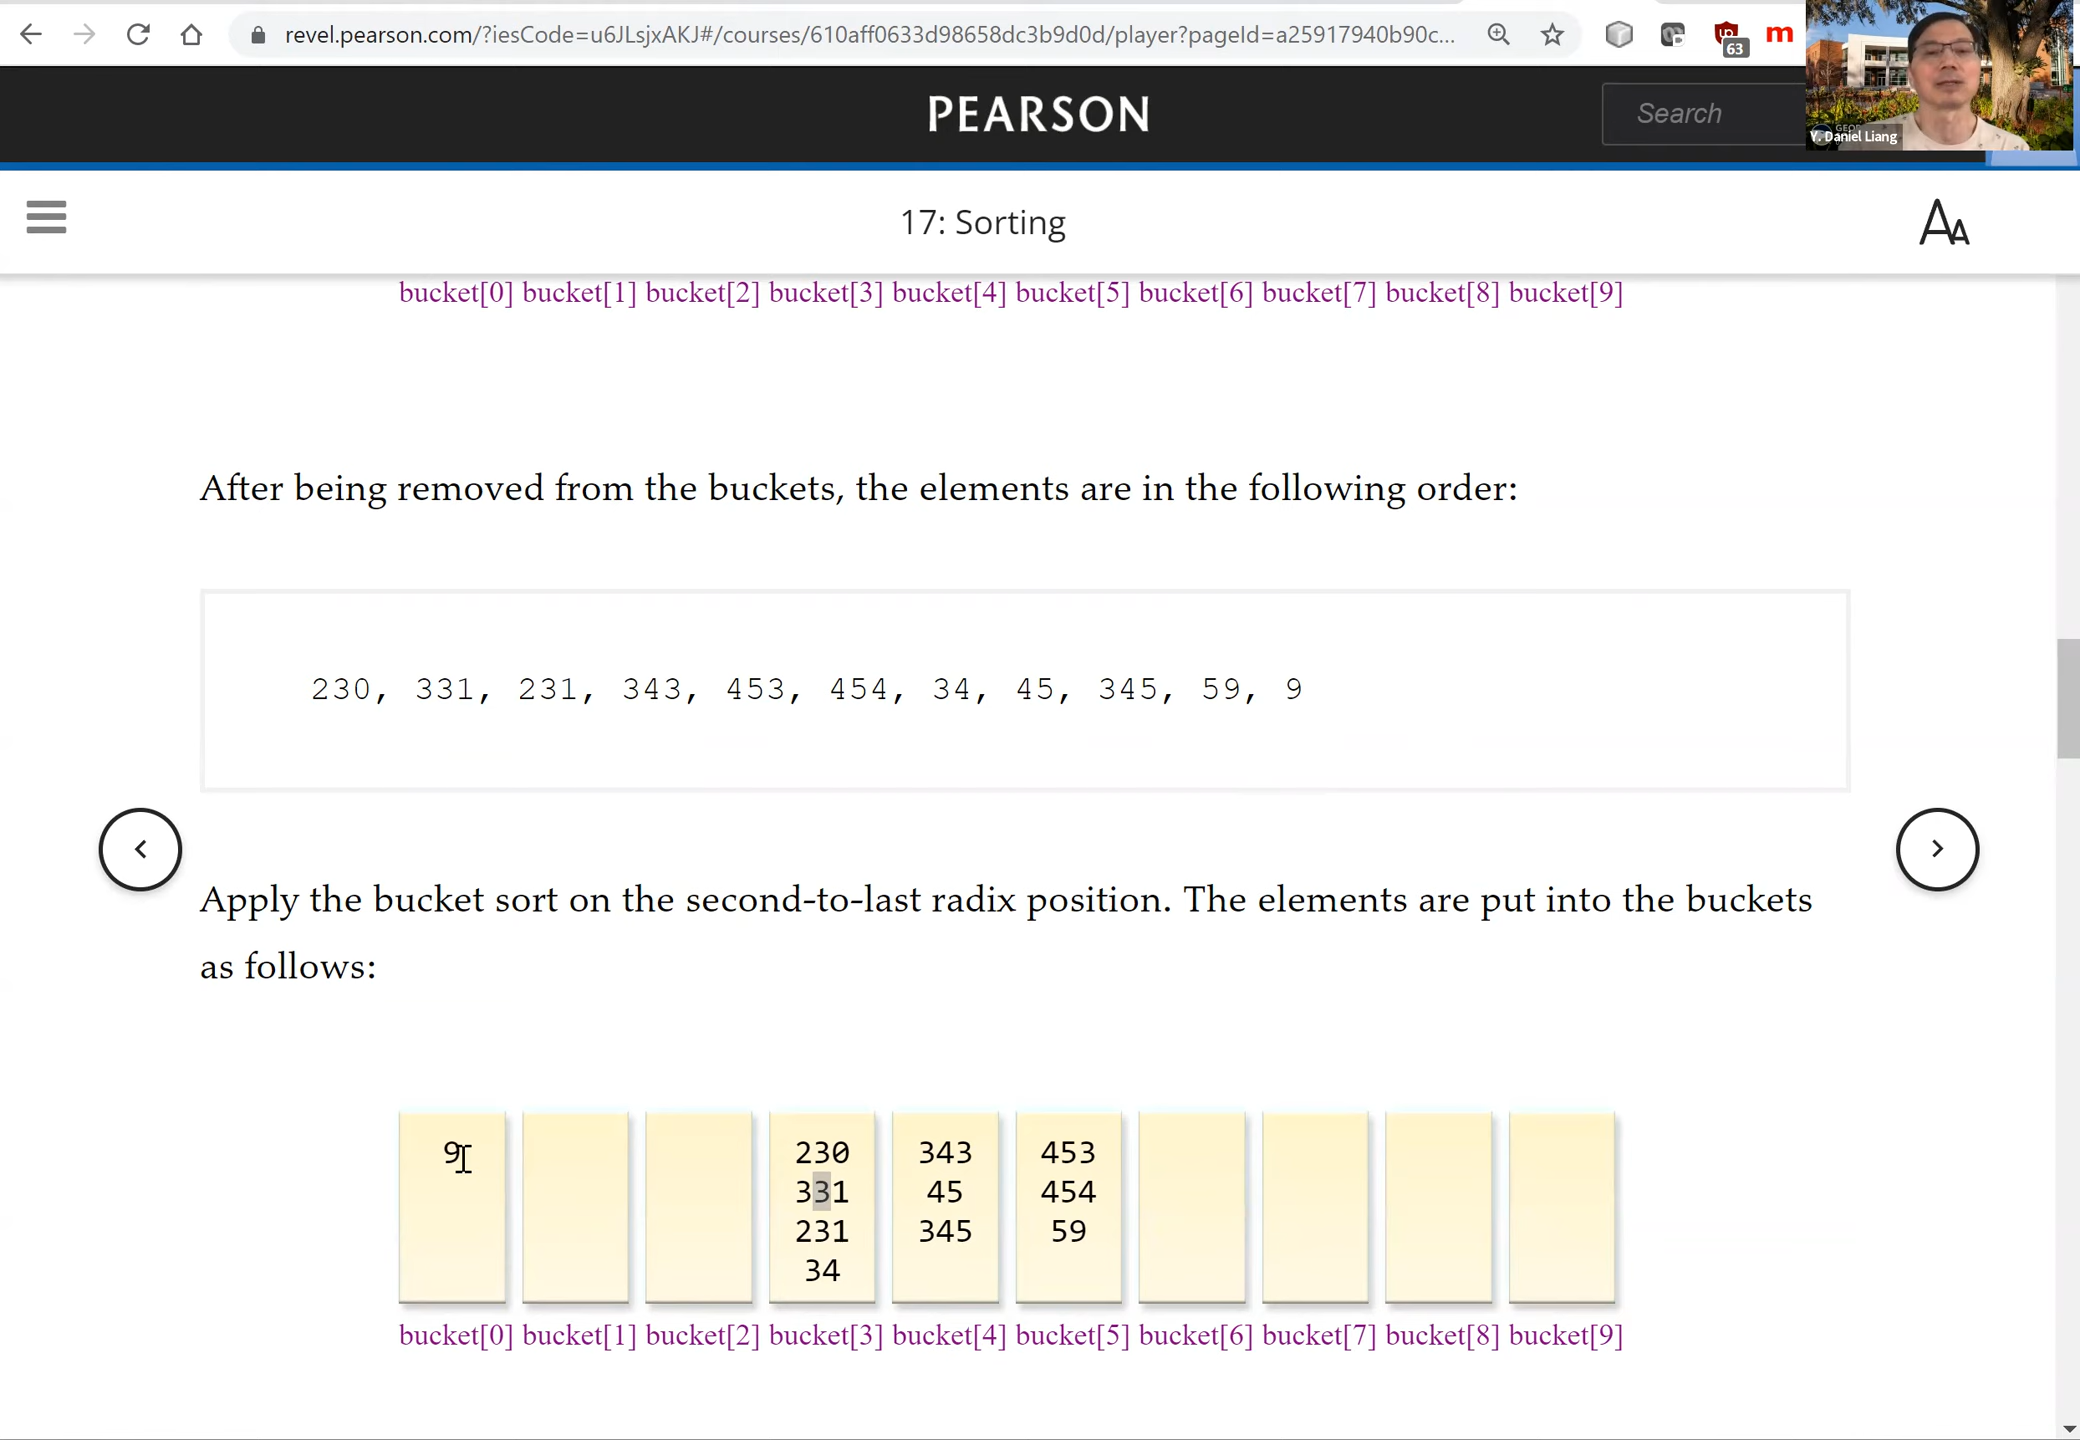 revel.pearson.com/?iesCode=u6JLsjxAKJ#/courses/610aff0633d98658dc3b9d0d/player?pageId=a25917940b90c...
63
m
PEARSON
Search
Y. Daniel Liang
17: Sorting
AA
bucket[0] bucket[1] bucket[2] bucket[3] bucket[4] bucket[5] bucket[6] bucket[7] bucket[8] bucket[9]
After being removed from the buckets, the elements are in the following order:
230, 331, 231, 343, 453, 454, 34, 45, 345, 59, 9
Apply the bucket sort on the second-to-last radix position. The elements are put into the buckets
as follows:
9 230 343 453
331 45 454
231 345 59
34
bucket[0] bucket[1] bucket[2] bucket[3] bucket[4] bucket[5] bucket[6] bucket[7] bucket[8] bucket[9]